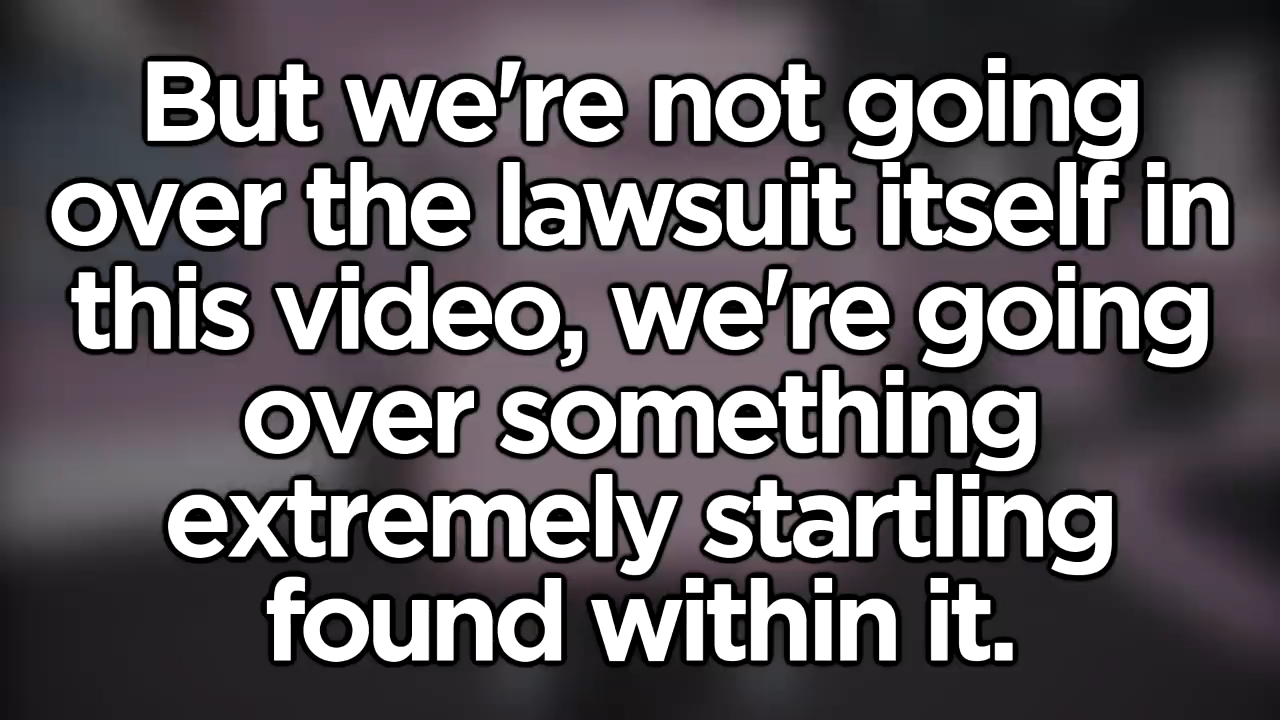 But we're not going
over the lawsuit itself in
this video, we're going
over something
extremely startling
found within it.